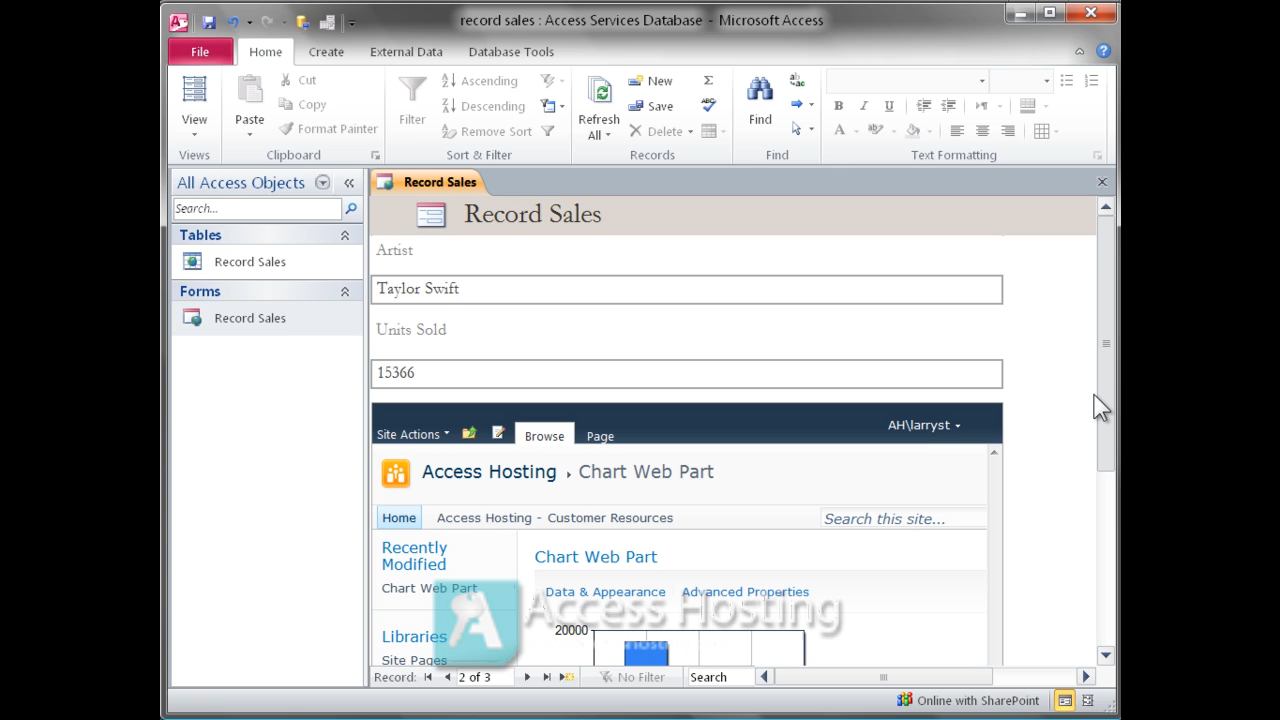 record sales : Access Services Database - Microsoft Access
File Home Create External Data Database Tools
View
Views
Paste
Cut
Copy
Format Painter
Clipboard
Filter
Ascending
Descending
Remove Sort
Sort & Filter
Refresh
All
New
Save
Delete
Records
Find
Find
Text Formatting
All Access Objects
Search...
Tables
Record Sales
Forms
Record Sales
Record Sales
Record Sales
Artist
Taylor Swift
Units Sold
15366
Site Actions
Browse
Page
AH\larryst
Access Hosting
Chart Web Part
Home
Access Hosting - Customer Resources
Search this site...
Recently
Modified
Chart Web Part
Libraries
Site Pages
Chart Web Part
Data & Appearance
Advanced Properties
20000
Access Hosting
Record: 2 of 3 No Filter Search
Online with SharePoint